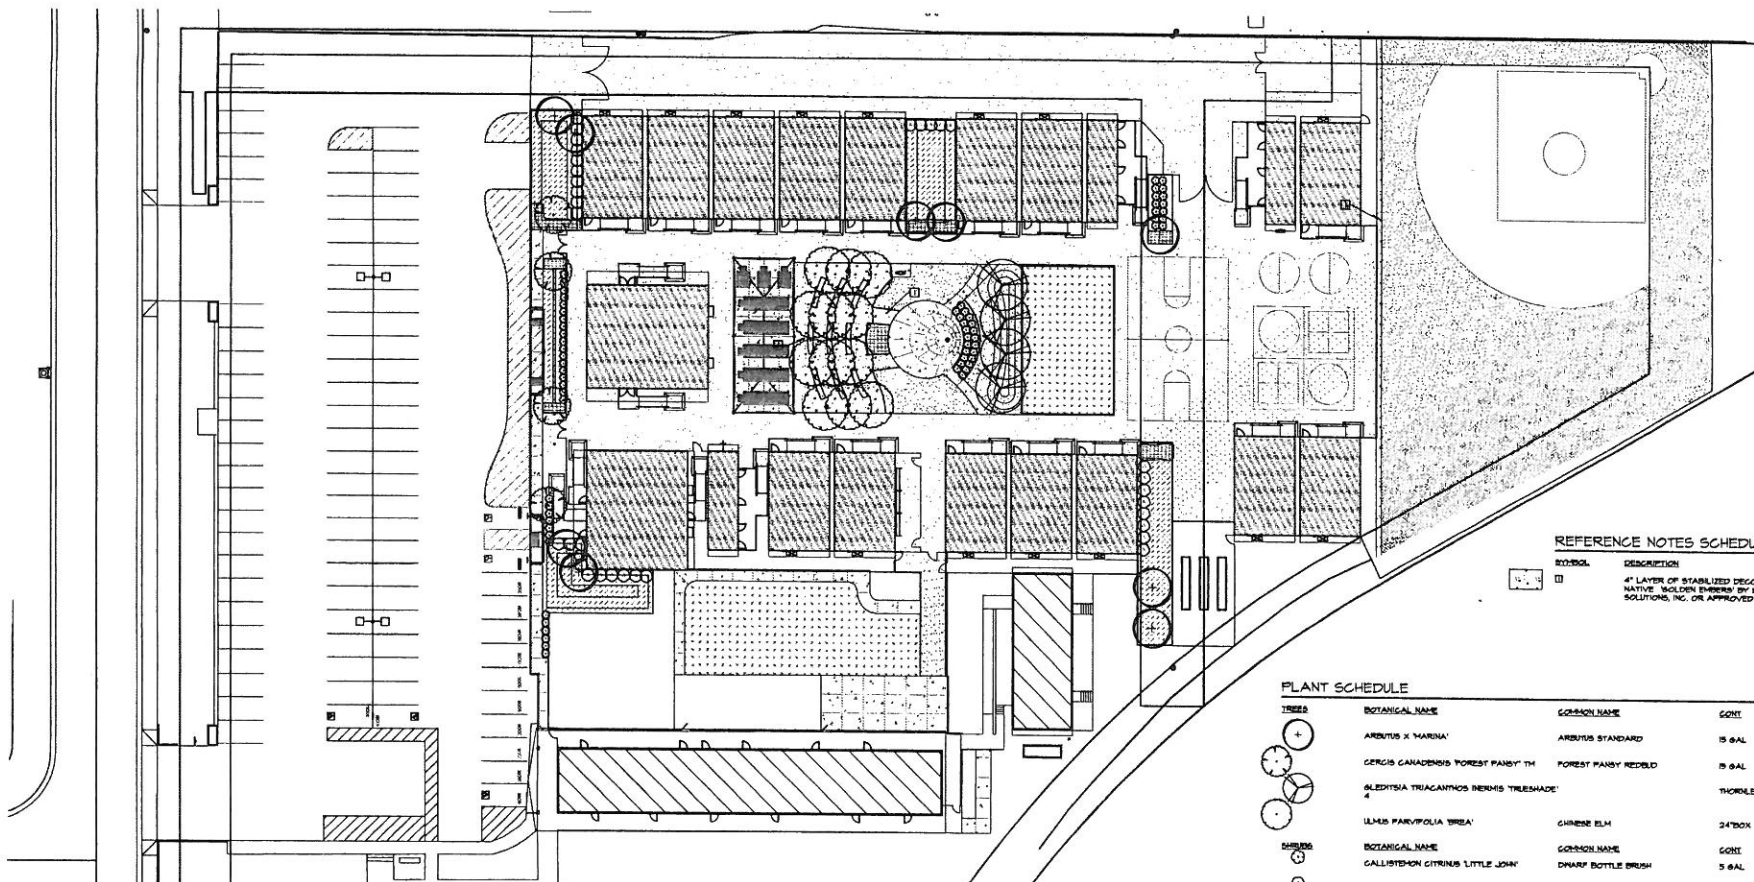 REFERENCE NOTES SCHEDU
SYMBOL DESCRIPTION
4" LAYER OF STABILIZED DECO
NATIVE 'GOLDEN EMBERS' BY
SOLUTIONS, INC. OR APPROVED
PLANT SCHEDULE
TREES BOTANICAL NAME COMMON NAME CONT
ARBUTUS X 'MARINA' ARBUTUS STANDARD 15 GAL
CERCIS CANADENSIS 'FOREST PANSY' TM FOREST PANSY REDBUD 15 GAL
GLEDITSIA TRIACANTHOS INERMIS 'TRUESHADE' THORNLE
ULMUS PARVIFOLIA 'BREA' CHINESE ELM 24"BOX
SHRUBS BOTANICAL NAME COMMON NAME CONT
CALLISTEMON CITRINUS 'LITTLE JOHN' DWARF BOTTLE BRUSH 5 GAL